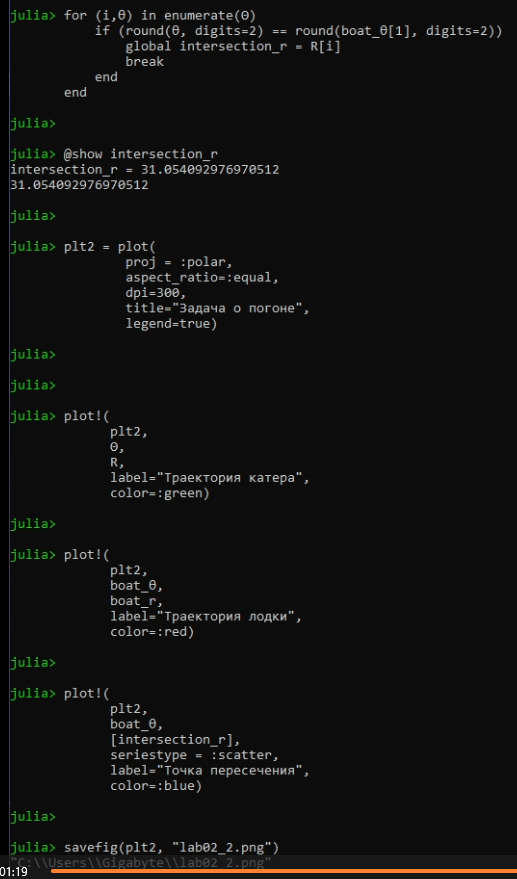 julia> for (i,θ) in enumerate(Θ)
           if (round(θ, digits=2) == round(boat_θ[1], digits=2))
               global intersection_r = R[i]
               break
           end
       end
julia>
julia> @show intersection_r
intersection_r = 31.054092976970512
31.054092976970512
julia>
julia> plt2 = plot(
               proj = :polar,
               aspect_ratio=:equal,
               dpi=300,
               title="Задача о погоне",
               legend=true)
julia>
julia>
julia> plot!(
             plt2,
             Θ,
             R,
             label="Траектория катера",
             color=:green)
julia>
julia> plot!(
             plt2,
             boat_θ,
             boat_r,
             label="Траектория лодки",
             color=:red)
julia>
julia> plot!(
             plt2,
             boat_θ,
             [intersection_r],
             seriestype = :scatter,
             label="Точка пересечения",
             color=:blue)
julia>
julia> savefig(plt2, "lab02_2.png")
"C:\\Users\\Gigabyte\\lab02_2.png"
01:19